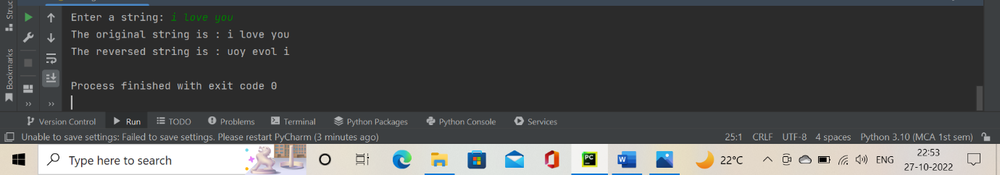 Struc
Bookmarks
Enter a string: i love you
The original string is : i love you
The reversed string is : uoy evol i
Process finished with exit code 0
Version Control Run TODO Problems Terminal Python Packages Python Console Services
Unable to save settings: Failed to save settings. Please restart PyCharm (3 minutes ago) 25:1 CRLF UTF-8 4 spaces Python 3.10 (MCA 1st sem)
Type here to search PC W 22°C ENG 22:53
27-10-2022